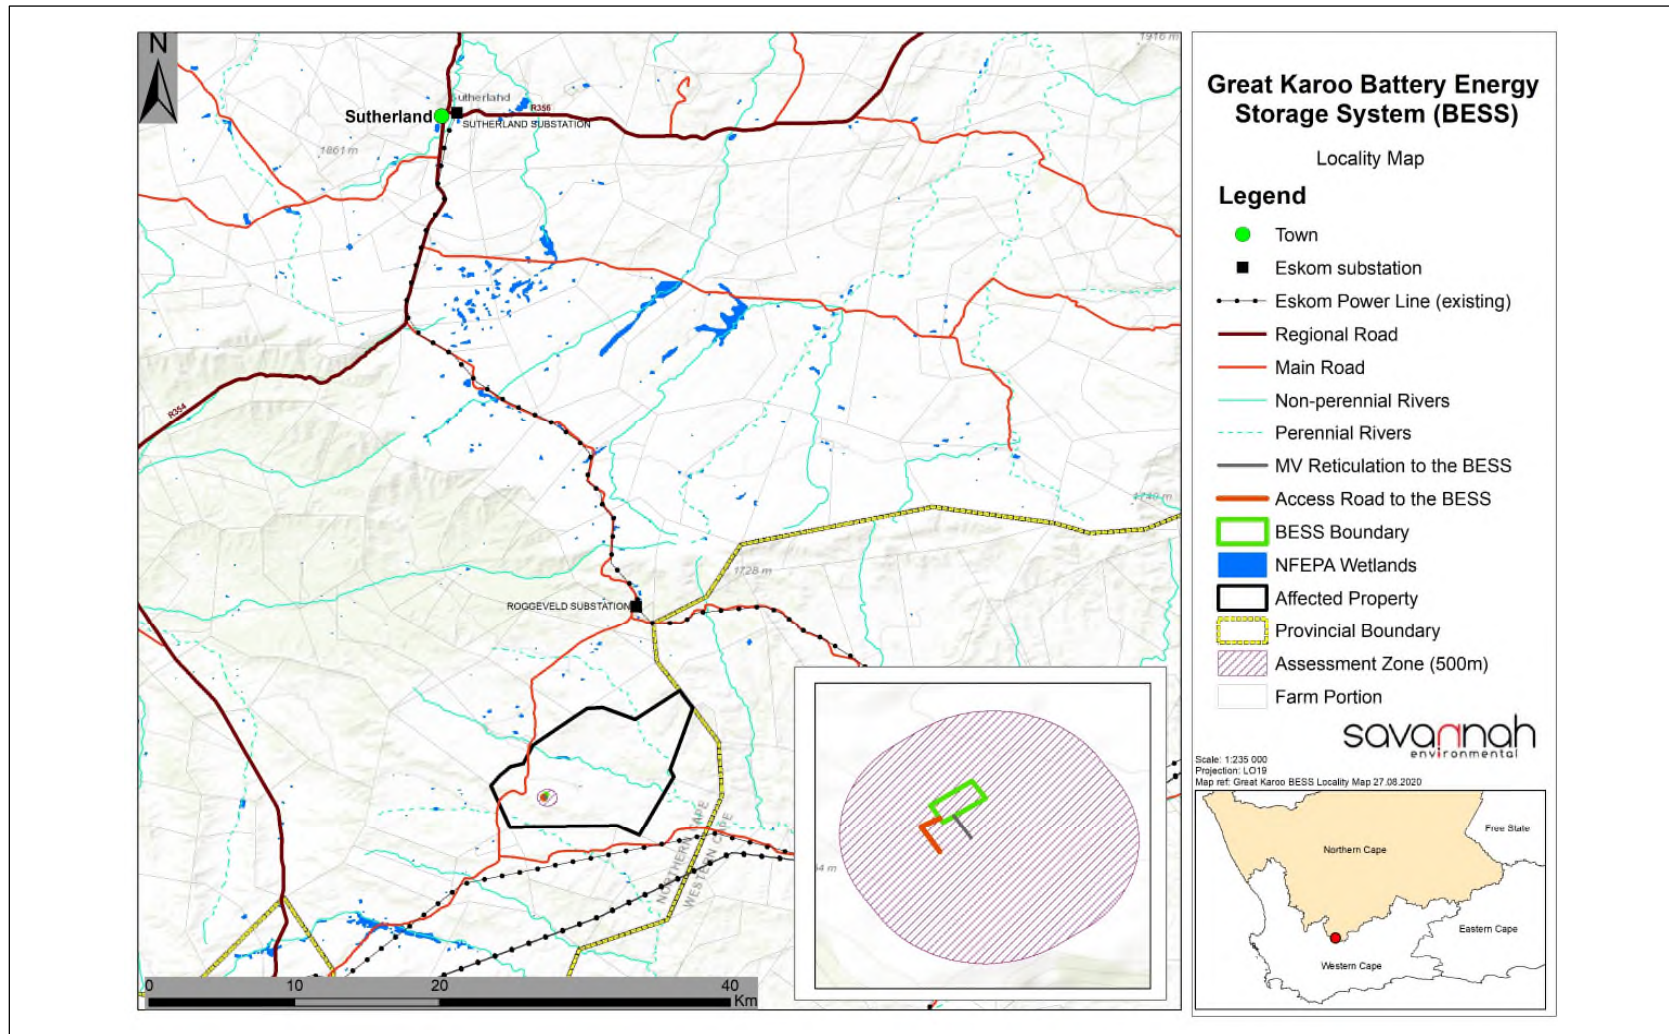 N
1916 m
Sutherland
Sutherland
R356
SUTHERLAND SUBSTATION
1861 m
R354
1728 m
ROGGEVELD SUBSTATION
NORTHERN CAPE
WESTERN CAPE
0 10 20 40
Km
Great Karoo Battery Energy
Storage System (BESS)
Locality Map
Legend
Town
Eskom substation
Eskom Power Line (existing)
Regional Road
Main Road
Non-perennial Rivers
Perennial Rivers
MV Reticulation to the BESS
Access Road to the BESS
BESS Boundary
NFEPA Wetlands
Affected Property
Provincial Boundary
Assessment Zone (500m)
Farm Portion
savannah
environmental
Scale: 1:235 000
Projection: LO19
Map ref: Great Karoo BESS Locality Map 27.08.2020
Free State
Northern Cape
Eastern Cape
Western Cape